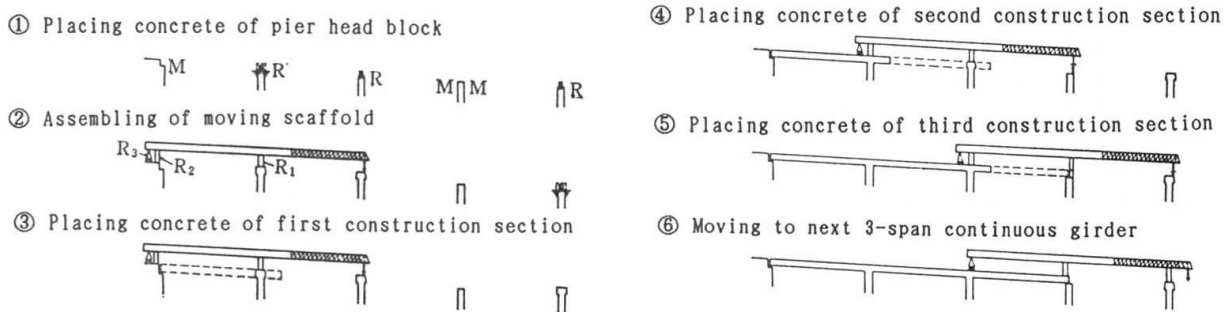 ① Placing concrete of pier head block
M R R M M R
② Assembling of moving scaffold
R₃ R₂ R₁
③ Placing concrete of first construction section
④ Placing concrete of second construction section
⑤ Placing concrete of third construction section
⑥ Moving to next 3-span continuous girder